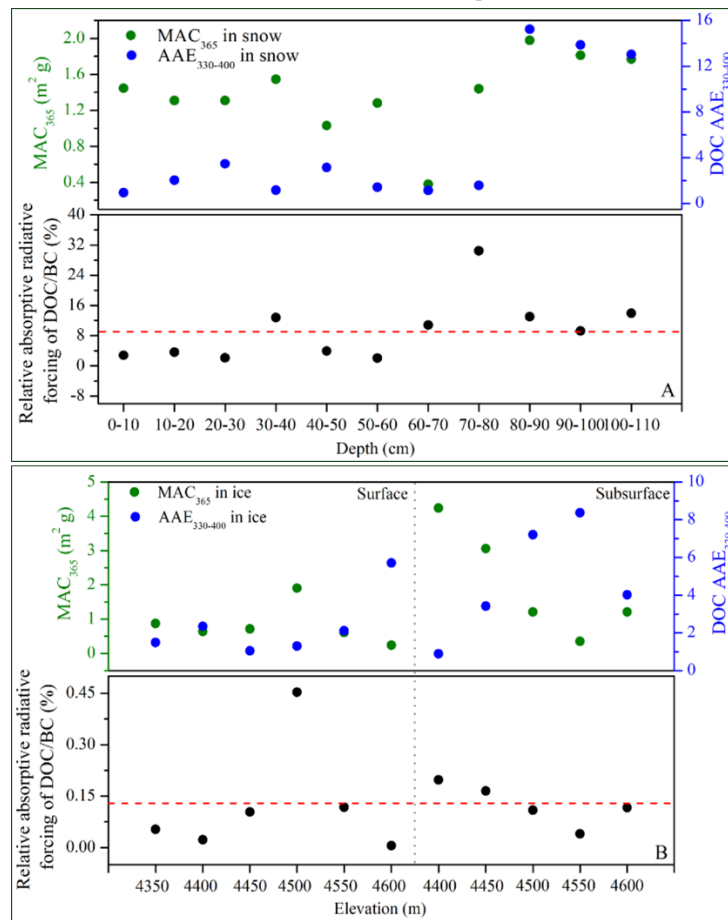 MAC365 in snow
AAE330-400 in snow
MAC365 (m2 g)
2.0
1.6
1.2
0.8
0.4
DOC AAE330-400
16
12
8
4
0
Relative absorptive radiative
forcing of DOC/BC (%)
40
32
24
16
8
0
-8
A
0-10 10-20 20-30 30-40 40-50 50-60 60-70 70-80 80-90 90-100 100-110
Depth (cm)
MAC365 in ice
AAE330-400 in ice
Surface
Subsurface
MAC365 (m2 g)
5
4
3
2
1
0
DOC AAE330-400
10
8
6
4
2
0
Relative absorptive radiative
forcing of DOC/BC (%)
0.45
0.30
0.15
0.00
B
4350 4400 4450 4500 4550 4600 4400 4450 4500 4550 4600
Elevation (m)